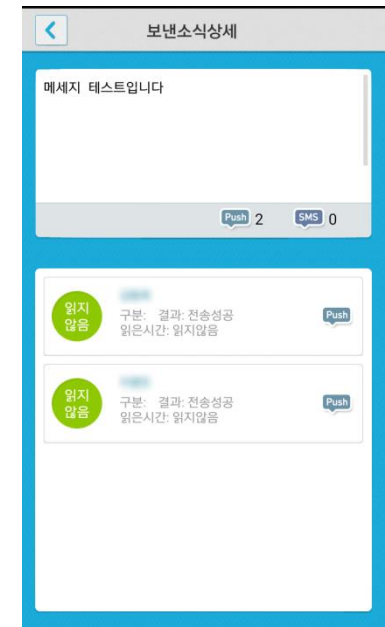 보낸소식상세
메세지 테스트입니다
Push 2 SMS 0
읽지
않음
구분: 결과: 전송성공
읽은시간: 읽지않음
Push
읽지
않음
구분: 결과: 전송성공
읽은시간: 읽지않음
Push